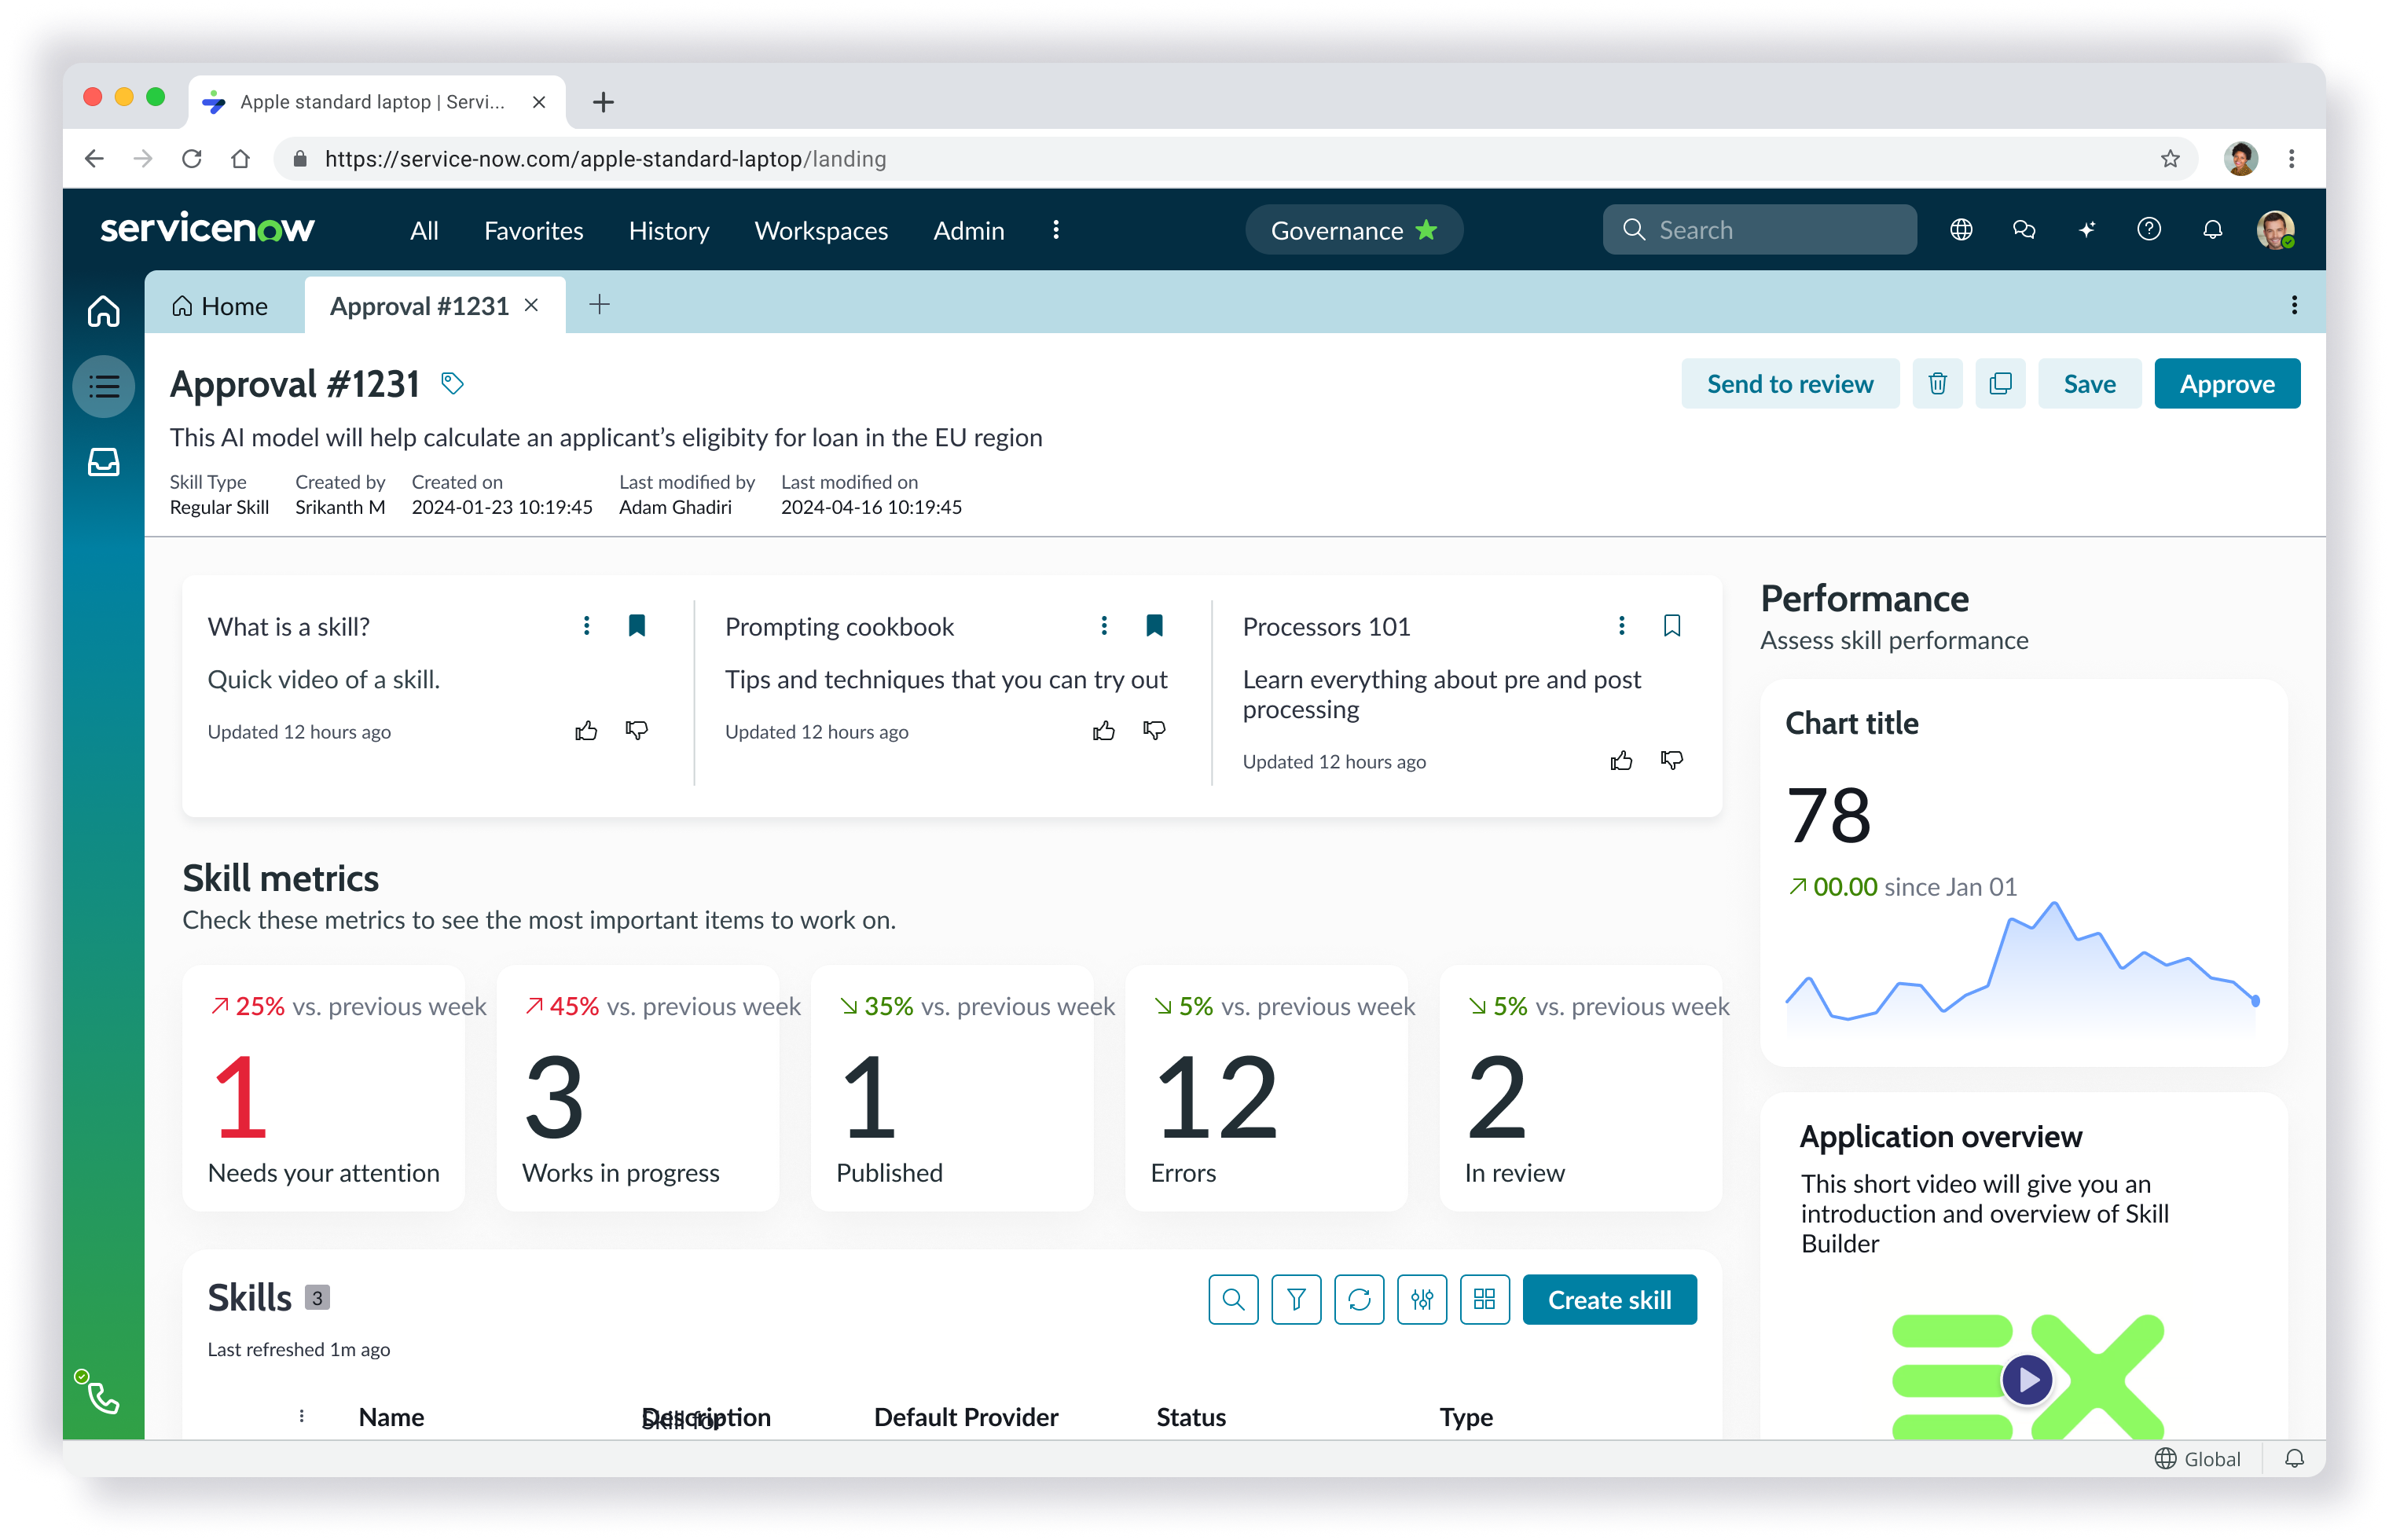 Apple standard laptop | Servi...
https://service-now.com/apple-standard-laptop/landing
servicenow
All
Favorites
History
Workspaces
Admin
Governance
Search
Home
Approval #1231
Approval #1231
Send to review
Save
Approve
This AI model will help calculate an applicant’s eligibity for loan in the EU region
Skill Type
Created by
Created on
Last modified by
Last modified on
Regular Skill
Srikanth M
2024-01-23 10:19:45
Adam Ghadiri
2024-04-16 10:19:45
What is a skill?
Quick video of a skill.
Updated 12 hours ago
Prompting cookbook
Tips and techniques that you can try out
Updated 12 hours ago
Processors 101
Learn everything about pre and post
processing
Updated 12 hours ago
Performance
Assess skill performance
Chart title
78
00.00 since Jan 01
Skill metrics
Check these metrics to see the most important items to work on.
25% vs. previous week
1
Needs your attention
45% vs. previous week
3
Works in progress
35% vs. previous week
1
Published
5% vs. previous week
12
Errors
5% vs. previous week
2
In review
Application overview
This short video will give you an
introduction and overview of Skill
Builder
Skills 3
Create skill
Last refreshed 1m ago
Name
Description
Skill for
Default Provider
Status
Type
Global